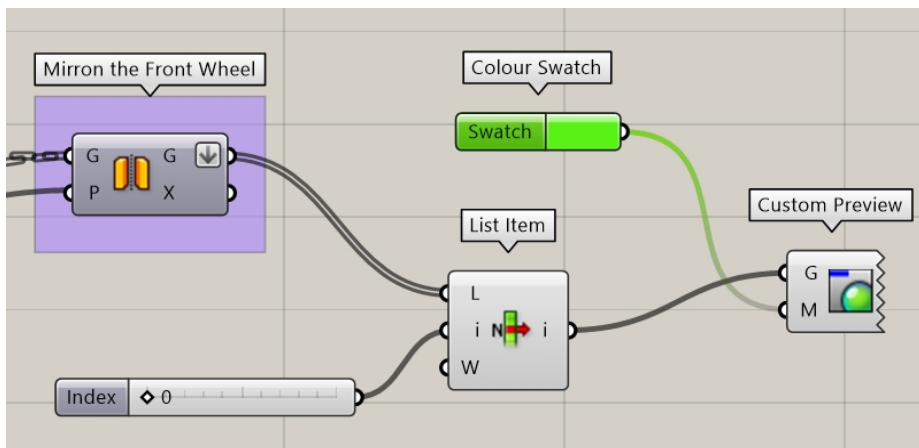 Mirron the Front Wheel
Colour Swatch
Swatch
G G
P X
List Item
Custom Preview
L
i N i
W
G
M
Index 0